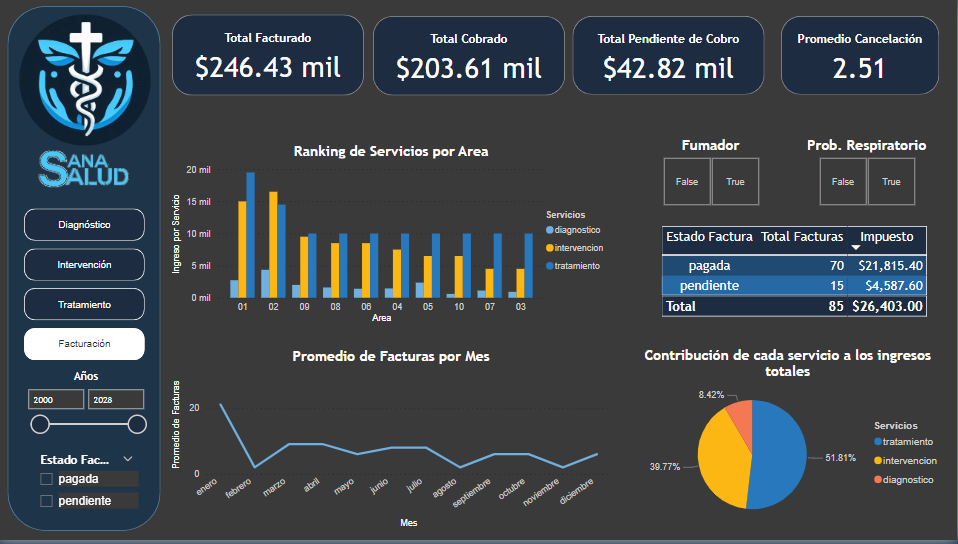 SANA
SALUD
Diagnóstico
Intervención
Tratamiento
Facturación
Años
2000 2028
Estado Fac...
pagada
pendiente
Total Facturado
$246.43 mil
Total Cobrado
$203.61 mil
Total Pendiente de Cobro
$42.82 mil
Promedio Cancelación
2.51
Ranking de Servicios por Area
Ingreso por Servicio
20 mil
15 mil
10 mil
5 mil
0 mil
01 02 09 08 06 04 05 10 07 03
Area
Servicios
diagnostico
intervencion
tratamiento
Fumador
False True
Prob. Respiratorio
False True
Estado Factura Total Facturas Impuesto
pagada 70 $21,815.40
pendiente 15 $4,587.60
Total 85 $26,403.00
Promedio de Facturas por Mes
Promedio de Facturas
20
0
enero febrero marzo abril mayo junio julio agosto septiembre octubre noviembre diciembre
Mes
Contribución de cada servicio a los ingresos
totales
8.42%
39.77%
51.81%
Servicios
tratamiento
intervencion
diagnostico